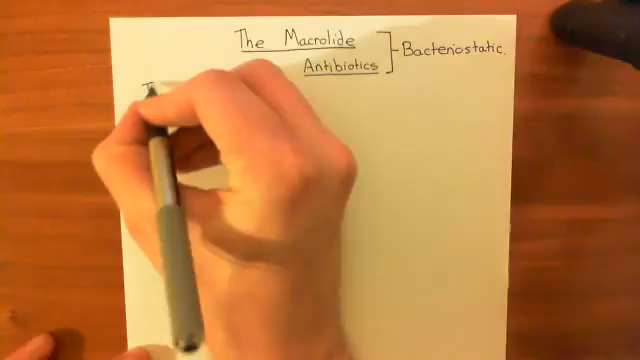 The Macrolide
Antibiotics
Bacteriostatic.